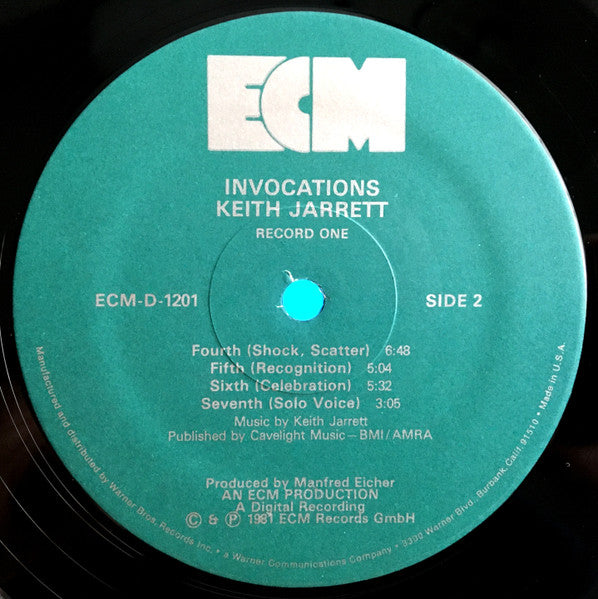 ECM
INVOCATIONS
KEITH JARRETT
RECORD ONE
ECM-D-1201
SIDE 2
Fourth (Shock, Scatter) 6:48
Fifth (Recognition) 5:04
Sixth (Celebration) 5:32
Seventh (Solo Voice) 3:05
Music by Keith Jarrett
Published by Cavelight Music—BMI/AMRA
Produced by Manfred Eicher
AN ECM PRODUCTION
A Digital Recording
© & ℗ 1981 ECM Records GmbH
Manufactured and distributed by Warner Bros. Records Inc. • a Warner Communications Company • 3300 Warner Blvd., Burbank, Calif. 91510 • Made in U.S.A.